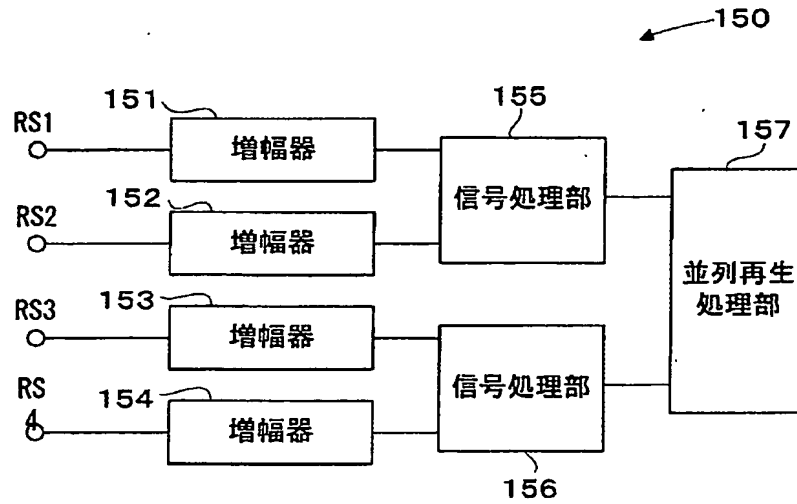 150
151
RS1
増幅器
155
信号処理部
157
152
RS2
増幅器
並列再生
処理部
153
RS3
増幅器
信号処理部
RS
4
154
増幅器
156